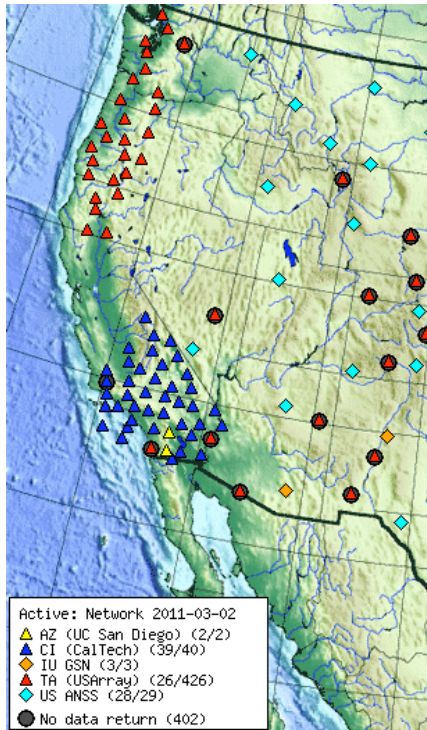 Active: Network 2011-03-02
AZ (UC San Diego) (2/2)
CI (CalTech) (39/40)
IU GSN (3/3)
TA (USArray) (26/426)
US ANSS (28/29)
No data return (402)